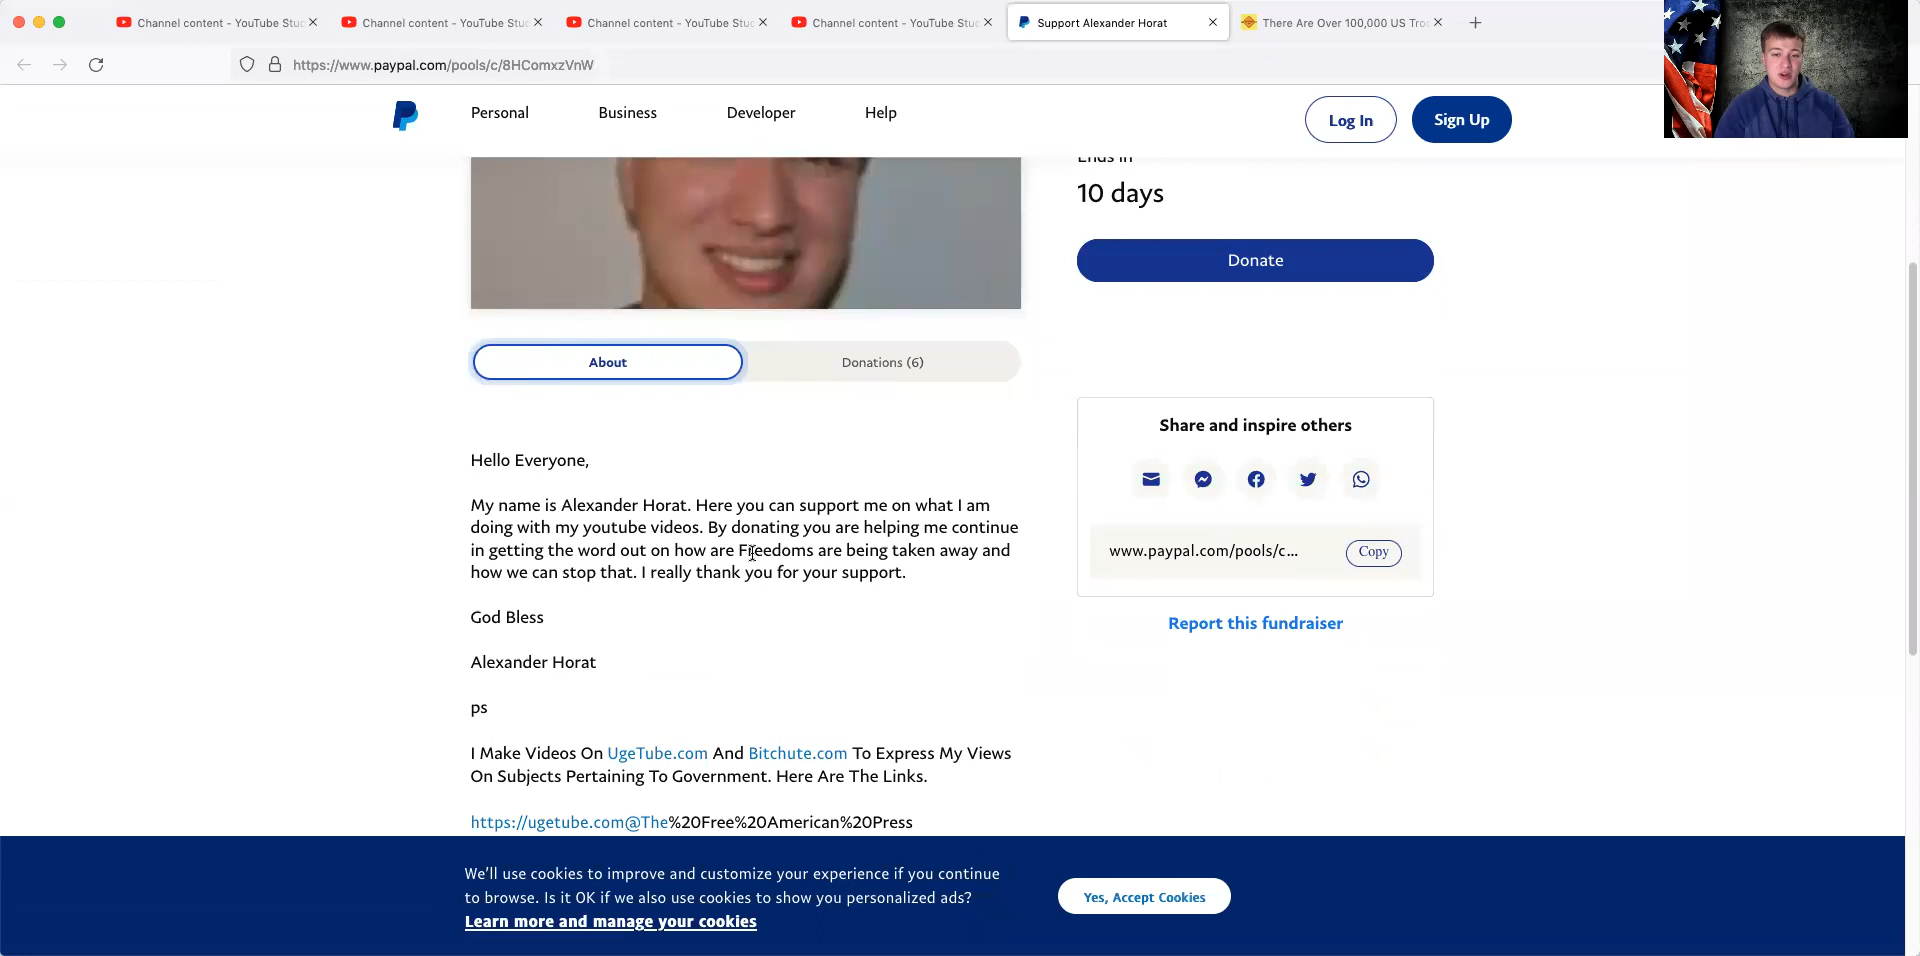 Channel content - YouTube Stu
Channel content - YouTube Stuc
Channel content - YouTube Stuc
Channel content - YouTube Stuc
Support Alexander Horat
There Are Over 100,000 US Tro
https://www.paypal.com/pools/c/8HComxzVnW
Personal
Business
Developer
Help
Log In
Sign Up
Ends in
10 days
Donate
About
Donations (6)
Share and inspire others
www.paypal.com/pools/c...
Copy
Report this fundraiser
Hello Everyone,
My name is Alexander Horat. Here you can support me on what I am
doing with my youtube videos. By donating you are helping me continue
in getting the word out on how are Freedoms are being taken away and
how we can stop that. I really thank you for your support.
God Bless
Alexander Horat
ps
I Make Videos On UgeTube.com And Bitchute.com To Express My Views
On Subjects Pertaining To Government. Here Are The Links.
https://ugetube.com@The%20Free%20American%20Press
We'll use cookies to improve and customize your experience if you continue
to browse. Is it OK if we also use cookies to show you personalized ads?
Learn more and manage your cookies
Yes, Accept Cookies